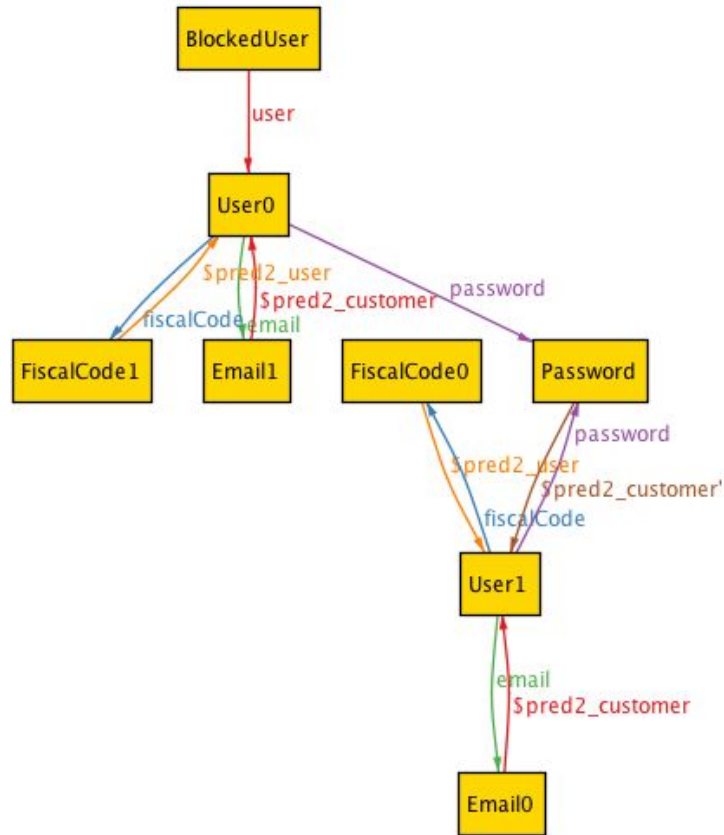 BlockedUser
user
User0
$pred2_user
$pred2_customer
password
fiscalCode
email
FiscalCode1
Email1
FiscalCode0
Password
password
$pred2_user
$pred2_customer'
fiscalCode
User1
email
$pred2_customer
Email0